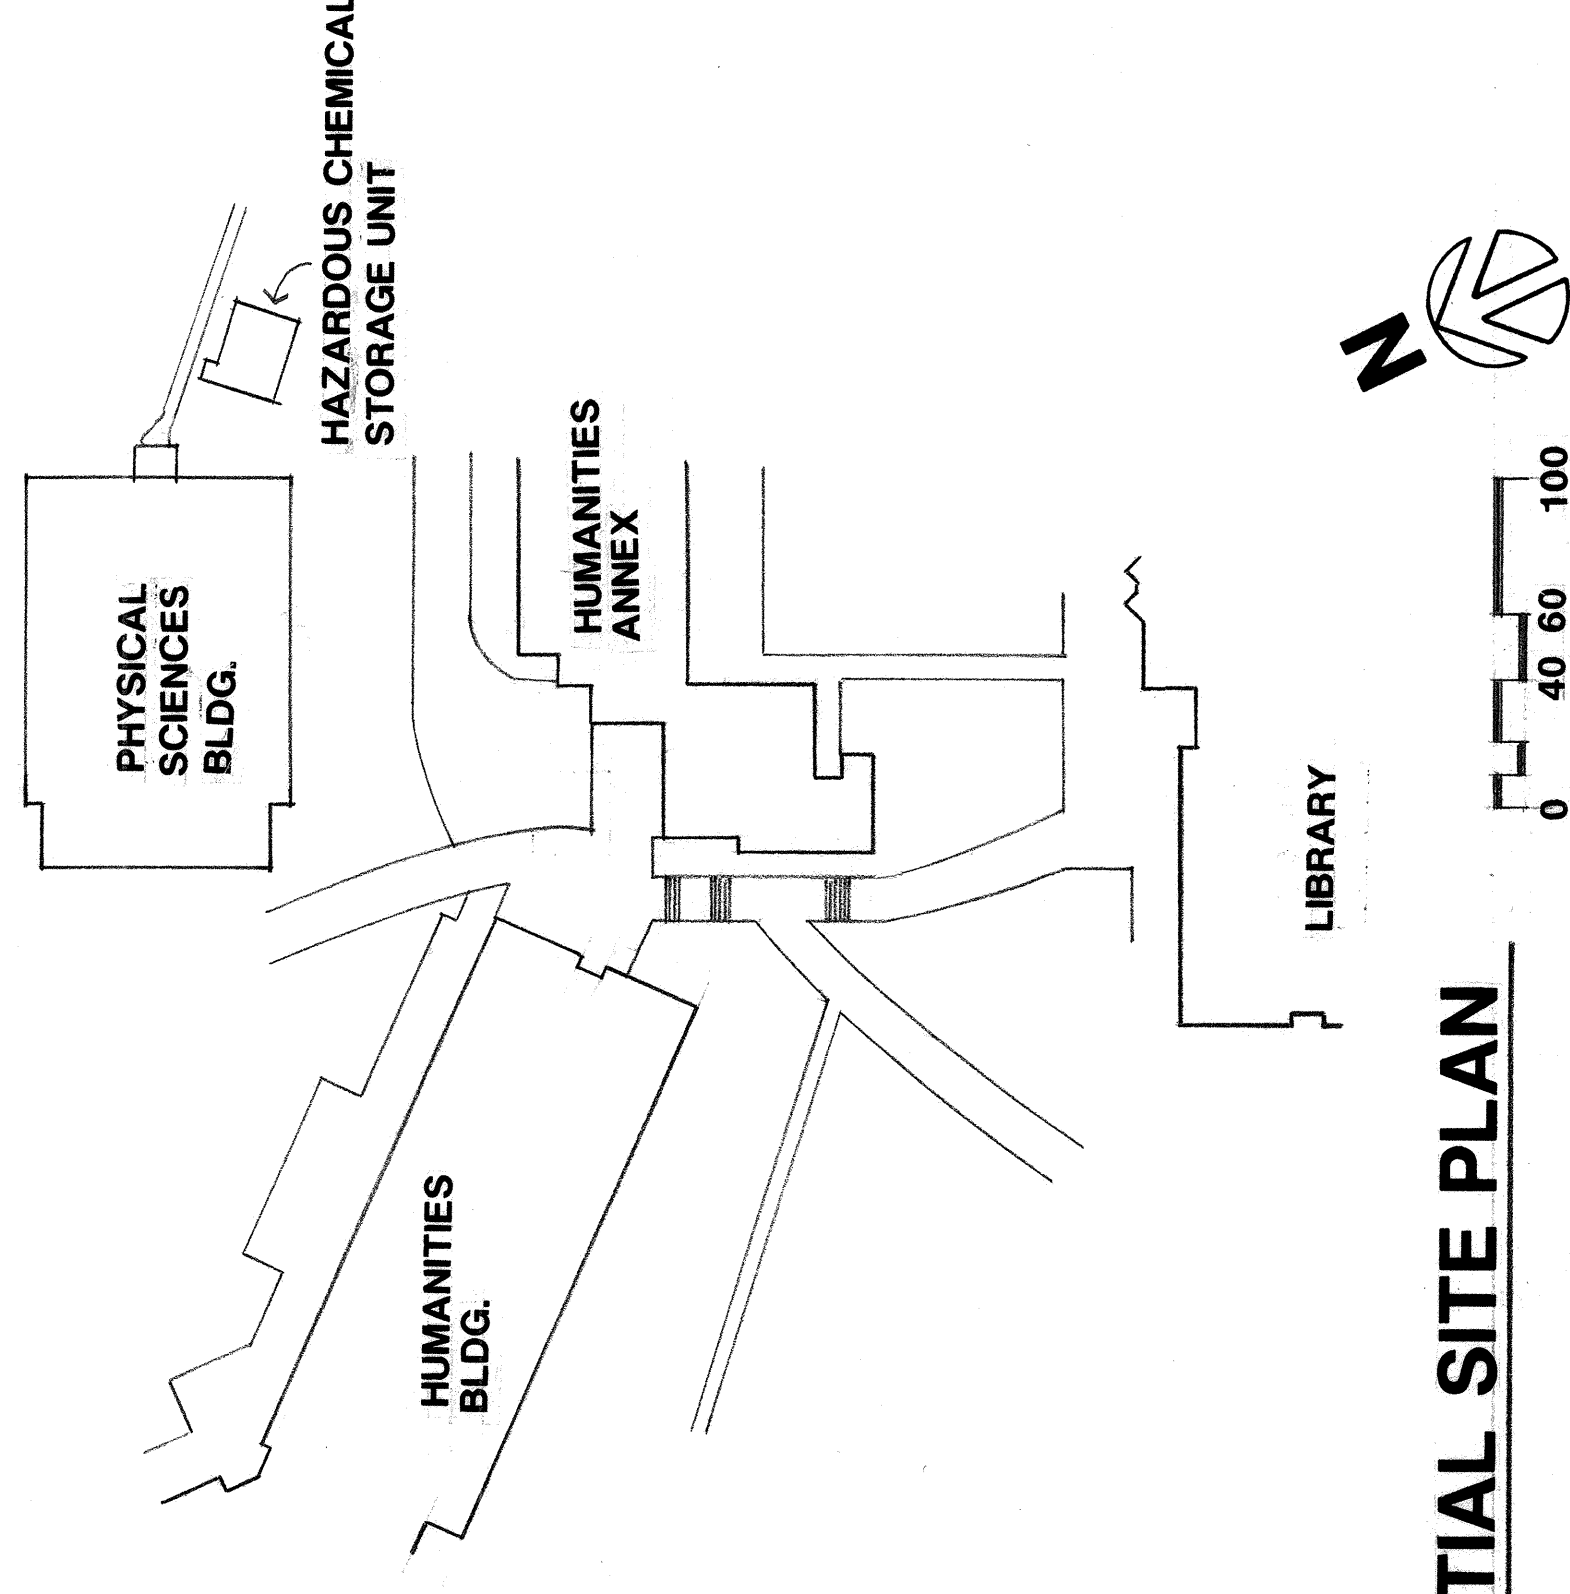 HAZARDOUS CHEMICAL
STORAGE UNIT
PHYSICAL
SCIENCES
BLDG.
HUMANITIES
ANNEX
HUMANITIES
BLDG.
LIBRARY
N
0 40 60 100
TIAL SITE PLAN